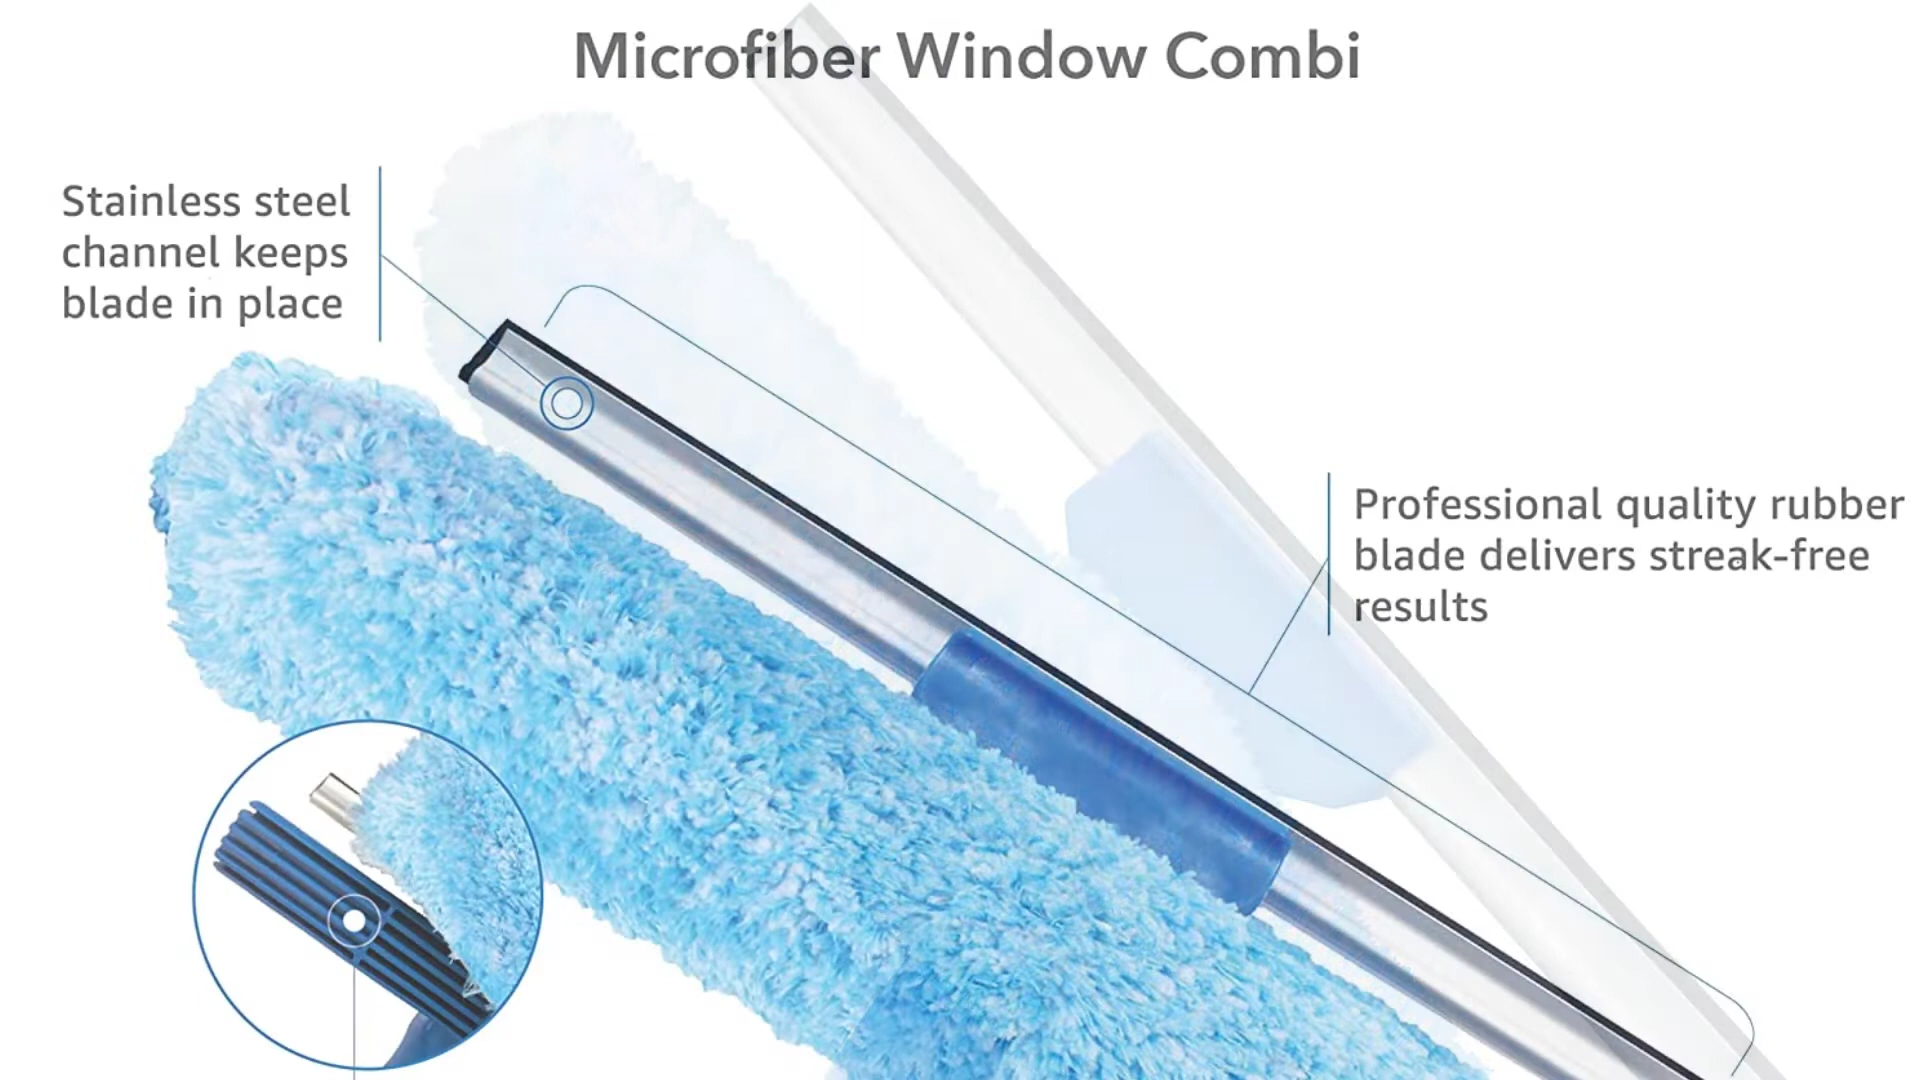 Microfiber Window Combi
Stainless steel
channel keeps
blade in place
Professional quality rubber
blade delivers streak-free
results